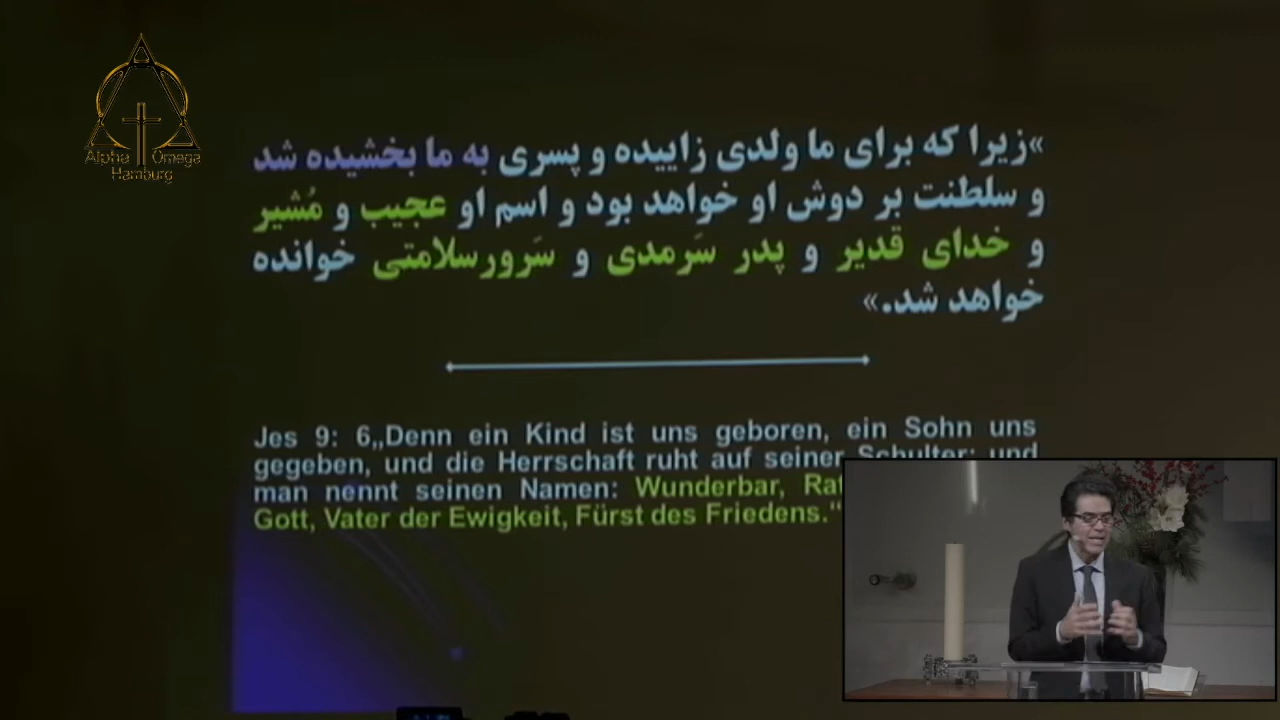 Alpha Omega
Hamburg
»زیرا که برای ما ولدی زاییده و پسری به ما بخشیده شد
و سلطنت بر دوش او خواهد بود و اسم او عجیب و مُشیر
و خدای قدیر و پدر سَرمدی و سَرورسلامتی خوانده
خواهد شد.«
Jes 9: 6„Denn ein Kind ist uns geboren, ein Sohn uns
gegeben, und die Herrschaft ruht auf seiner Schulter; und
man nennt seinen Namen: Wunderbar,
Gott, Vater der Ewigkeit, Fürst des Friedens.“